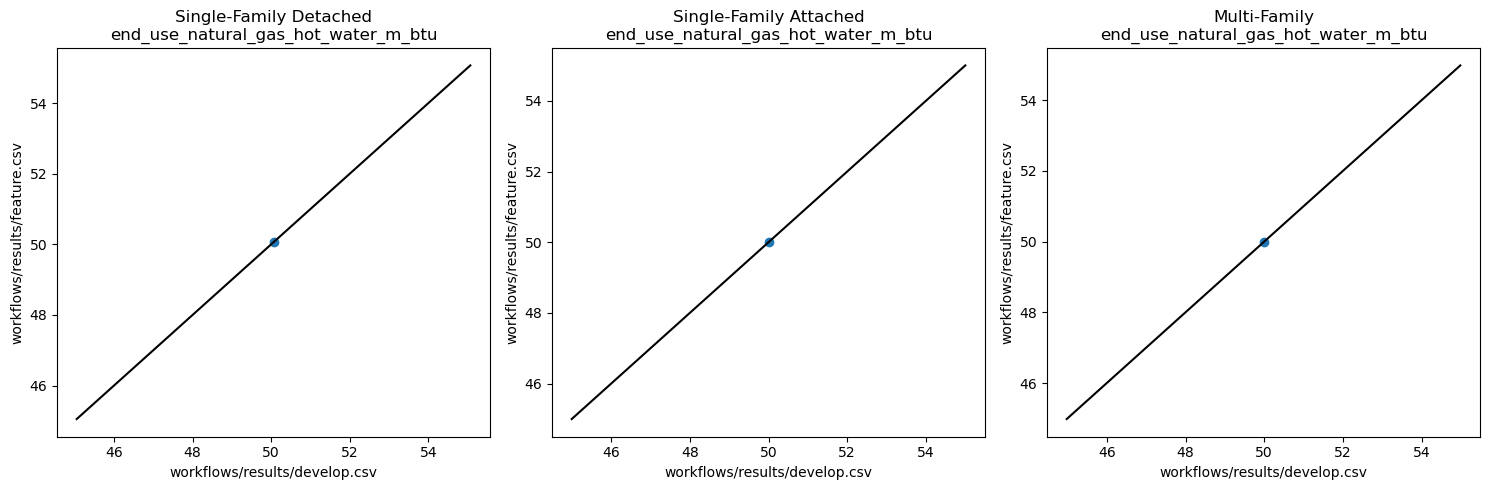 Single-Family Detached
end_use_natural_gas_hot_water_m_btu
workflows/results/feature.csv
54
52
50
48
46
46 48 50 52 54
workflows/results/develop.csv
Single-Family Attached
end_use_natural_gas_hot_water_m_btu
workflows/results/feature.csv
54
52
50
48
46
46 48 50 52 54
workflows/results/develop.csv
Multi-Family
end_use_natural_gas_hot_water_m_btu
workflows/results/feature.csv
54
52
50
48
46
46 48 50 52 54
workflows/results/develop.csv